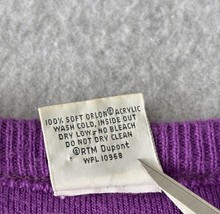 100% SOFT ORLON® ACRYLIC
WASH COLD, INSIDE OUT
DRY LOW - NO BLEACH
DO NOT DRY CLEAN
®RTM Dupont
WPL 10968